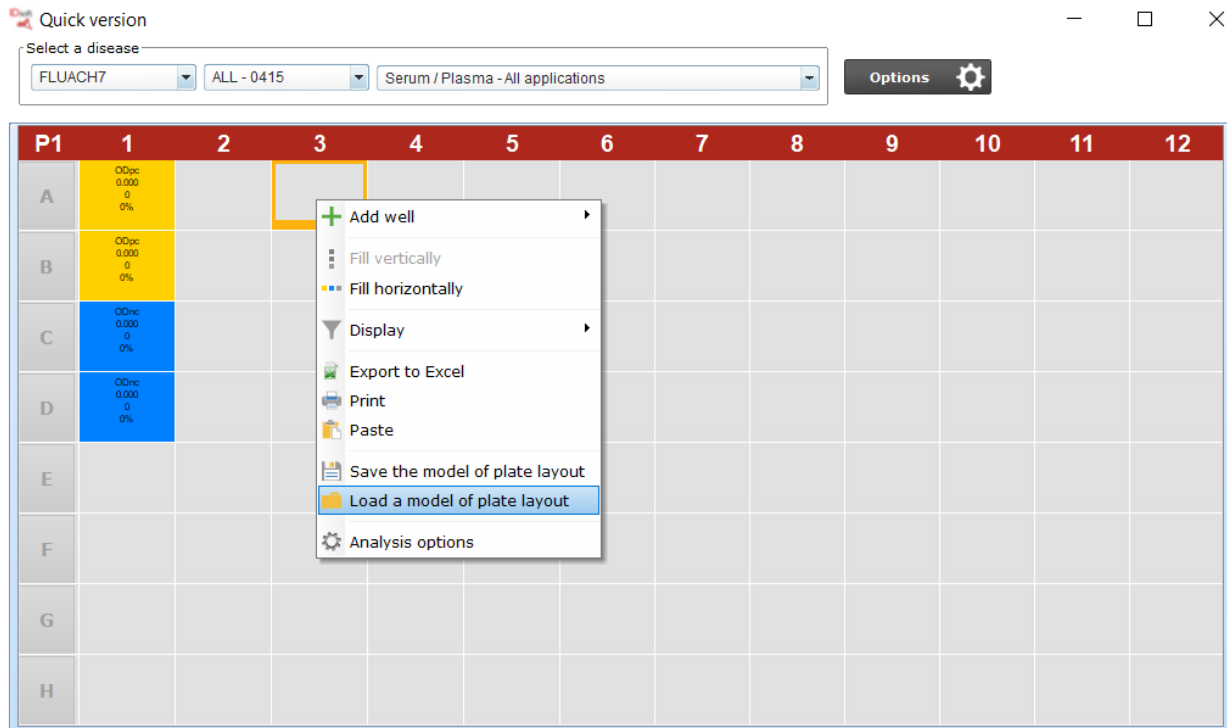 Quick version
Select a disease
FLUACH7 ALL - 0415 Serum / Plasma - All applications Options
P1 1 2 3 4 5 6 7 8 9 10 11 12
A
ODpc
0.000
0
0%
B
ODpc
0.000
0
0%
C
ODnc
0.000
0
0%
D
ODnc
0.000
0
0%
E
F
G
H
Add well
Fill vertically
Fill horizontally
Display
Export to Excel
Print
Paste
Save the model of plate layout
Load a model of plate layout
Analysis options